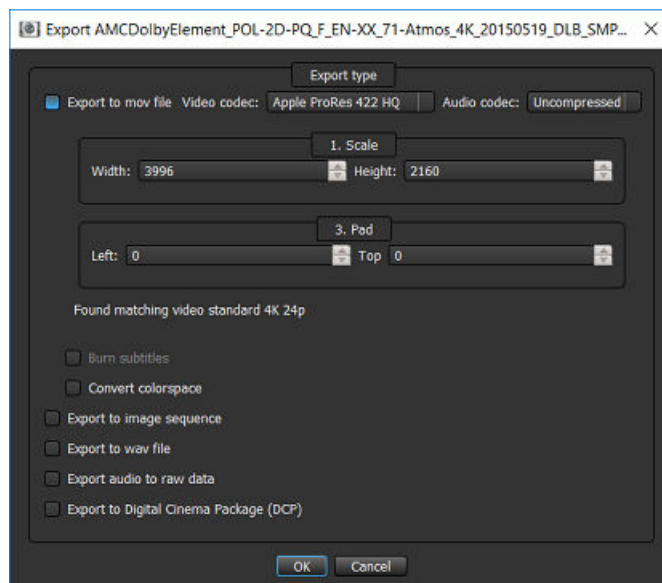 Export AMCDolbyElement_POL-2D-PQ_F_EN-XX_71-Atmos_4K_20150519_DLB_SMP...
Export type
Export to mov file Video codec: Apple ProRes 422 HQ Audio codec: Uncompressed
1. Scale
Width: 3996 Height: 2160
3. Pad
Left: 0 Top 0
Found matching video standard 4K 24p
Burn subtitles
Convert colorspace
Export to image sequence
Export to wav file
Export audio to raw data
Export to Digital Cinema Package (DCP)
OK Cancel